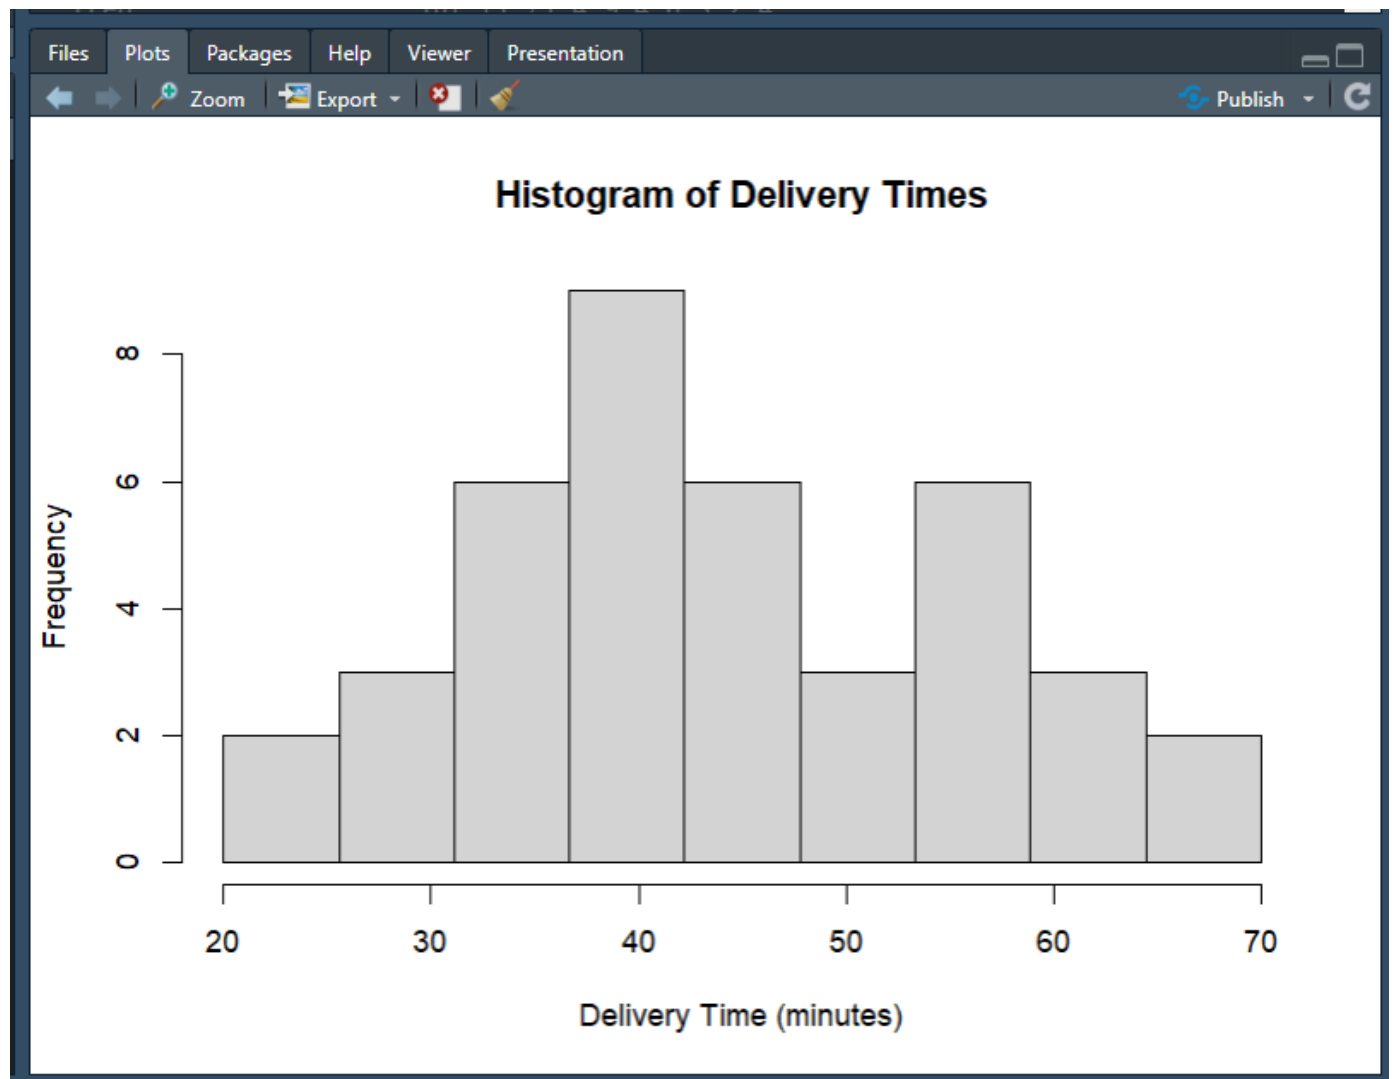 Files Plots Packages Help Viewer Presentation
Zoom Export Publish
Histogram of Delivery Times
8
6
4
2
0
Frequency
20 30 40 50 60 70
Delivery Time (minutes)